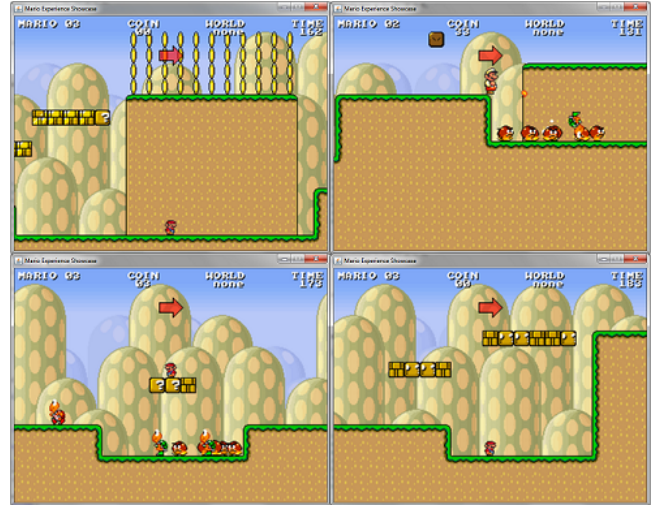 Mario Experience Showcase
MARIO 93 COIN WORLD TIME
99 none 162
Mario Experience Showcase
MARIO 02 COIN WORLD TIME
33 none 131
Mario Experience Showcase
MARIO 03 COIN WORLD TIME
03 none 173
Mario Experience Showcase
MARIO 03 COIN WORLD TIME
00 none 183